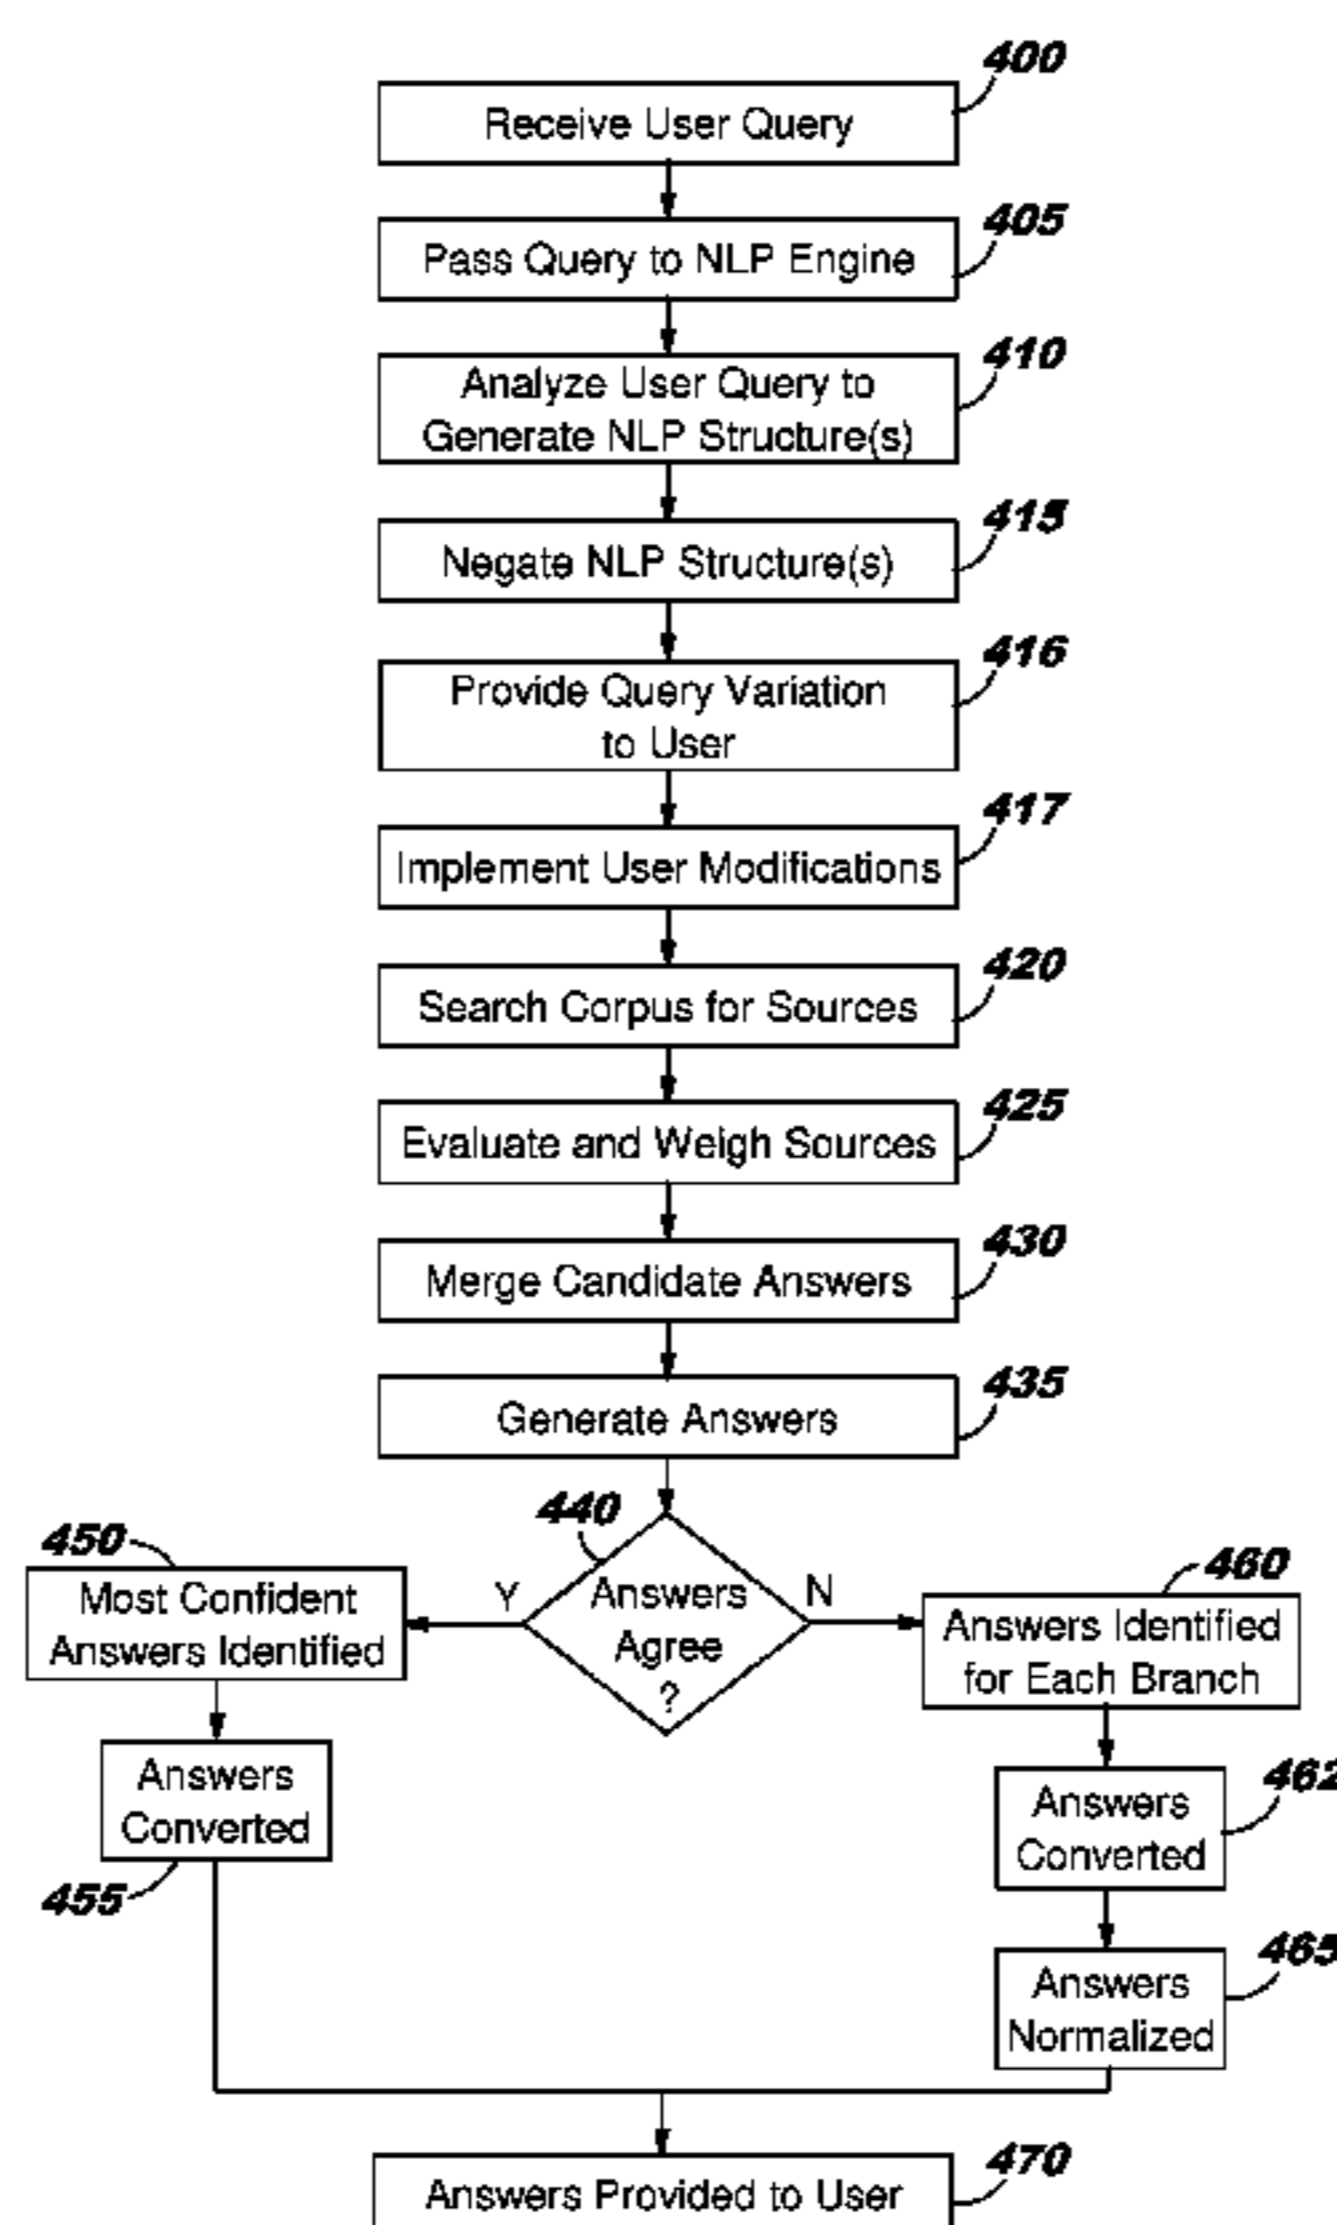 400
Receive User Query
405
Pass Query to NLP Engine
410
Analyze User Query to
Generate NLP Structure(s)
415
Negate NLP Structure(s)
416
Provide Query Variation
to User
417
Implement User Modifications
420
Search Corpus for Sources
425
Evaluate and Weigh Sources
430
Merge Candidate Answers
435
Generate Answers
440
Answers
Agree
?
Y
N
450
Most Confident
Answers Identified
460
Answers Identified
for Each Branch
Answers
Converted
455
462
Answers
Converted
465
Answers
Normalized
470
Answers Provided to User